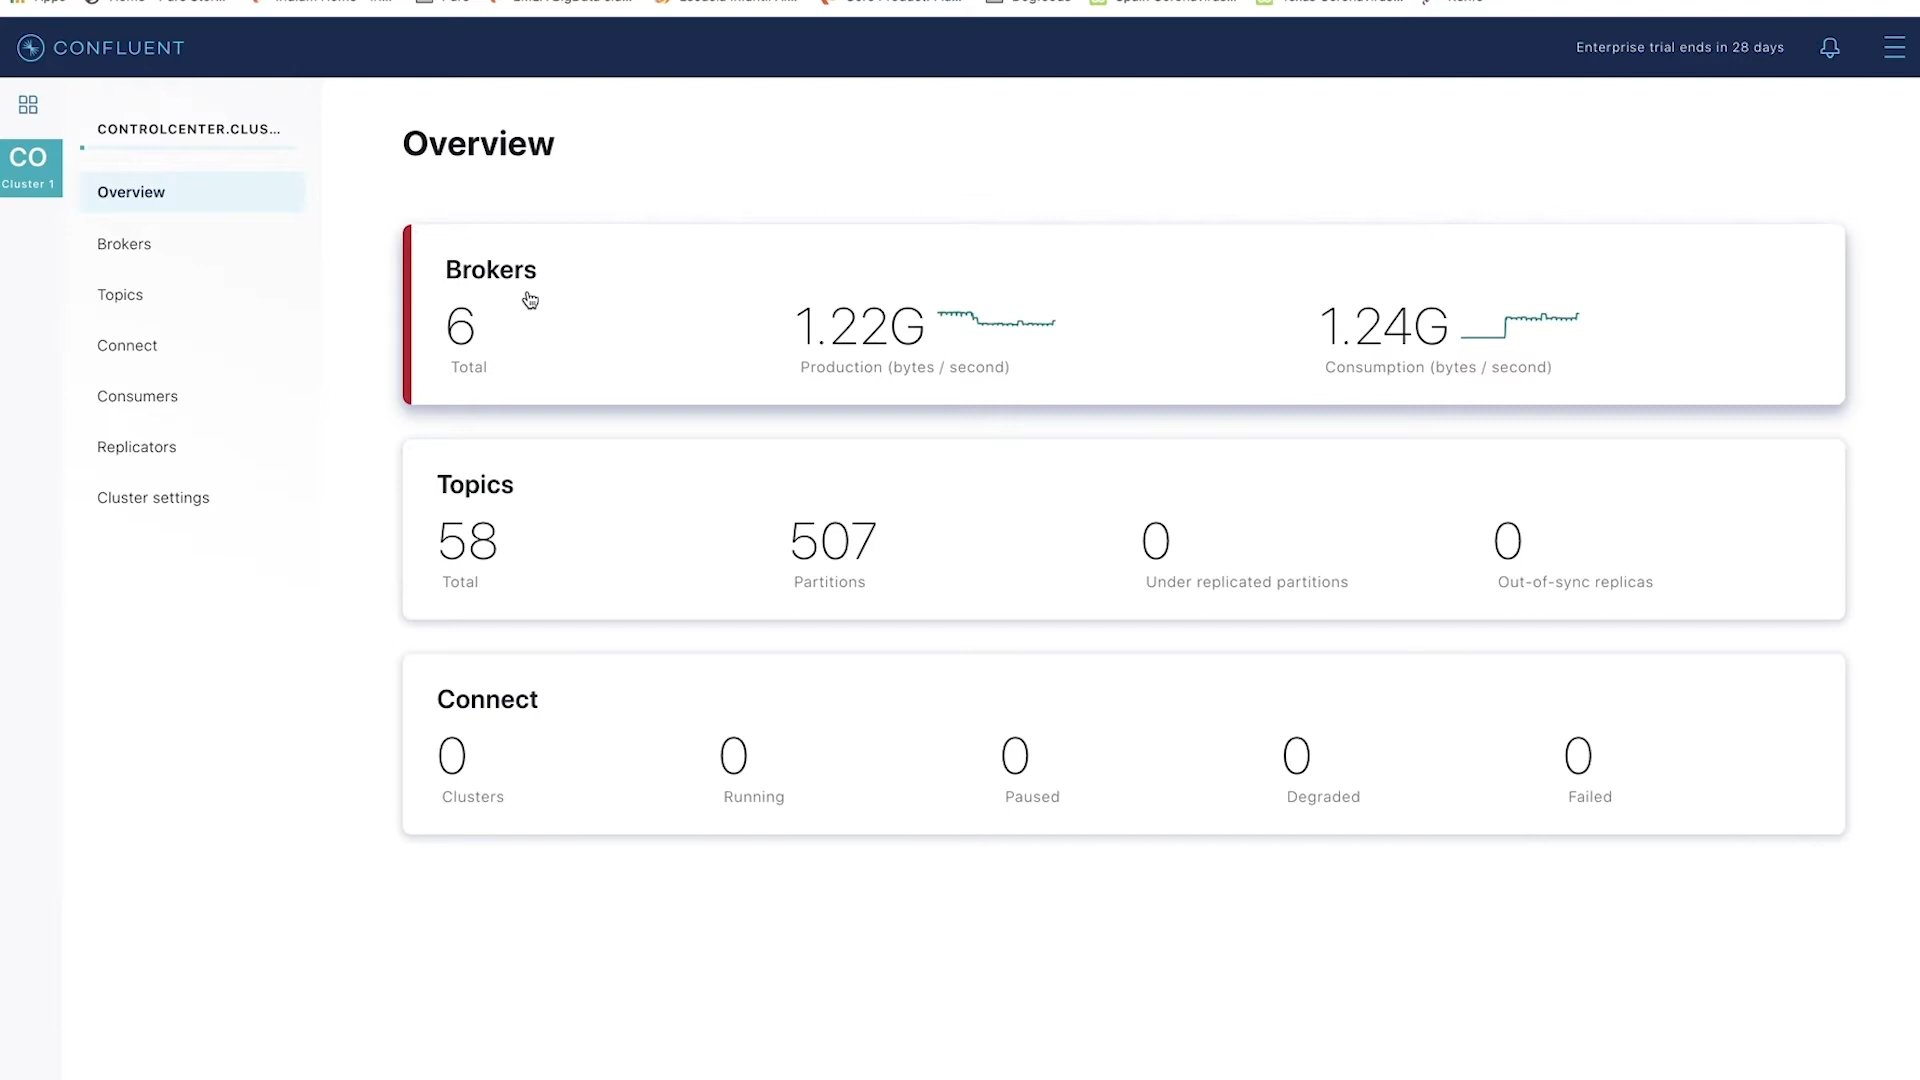 CONFLUENT
Enterprise trial ends in 28 days
CONTROLCENTER.CLUS...
CO
Cluster 1
Overview
Brokers
Topics
Connect
Consumers
Replicators
Cluster settings
Overview
Brokers
6
Total
1.22G
Production (bytes / second)
1.24G
Consumption (bytes / second)
Topics
58
Total
507
Partitions
0
Under replicated partitions
0
Out-of-sync replicas
Connect
0
Clusters
0
Running
0
Paused
0
Degraded
0
Failed